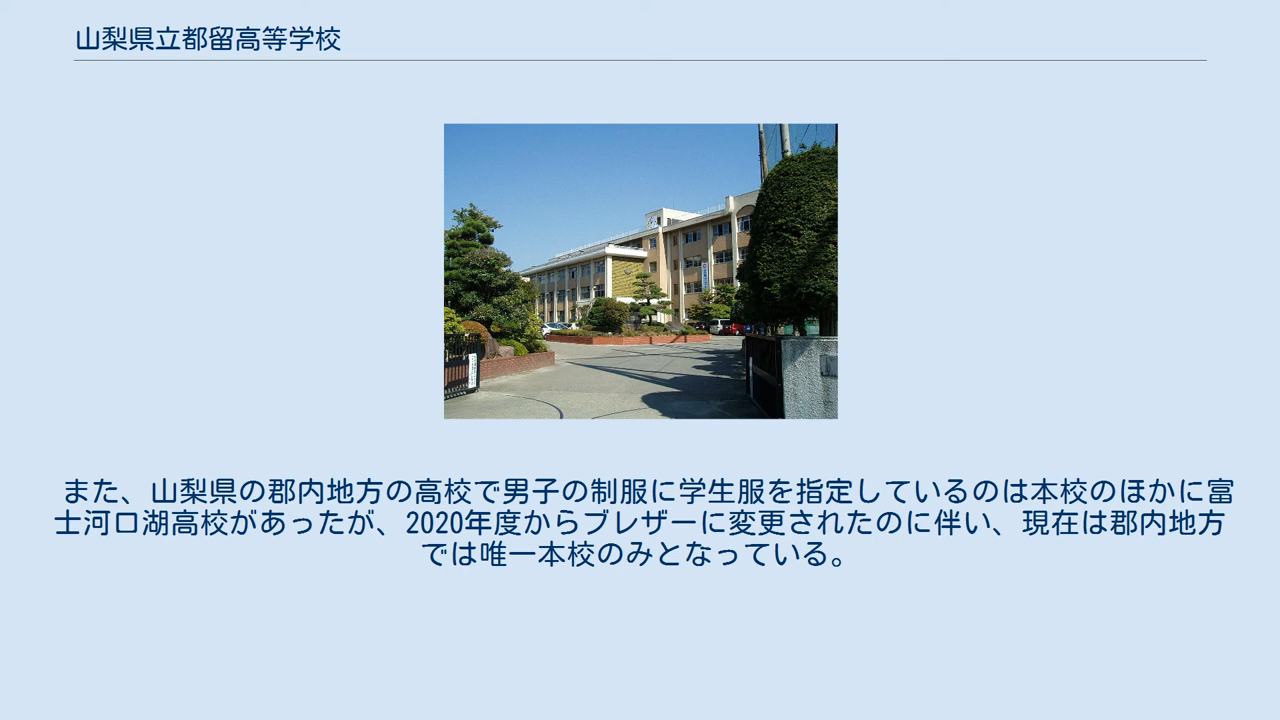 山梨県立都留高等学校
また、山梨県の郡内地方の高校で男子の制服に学生服を指定しているのは本校のほかに富
士河口湖高校があったが、2020年度からブレザーに変更されたのに伴い、現在は郡内地方
では唯一本校のみとなっている。